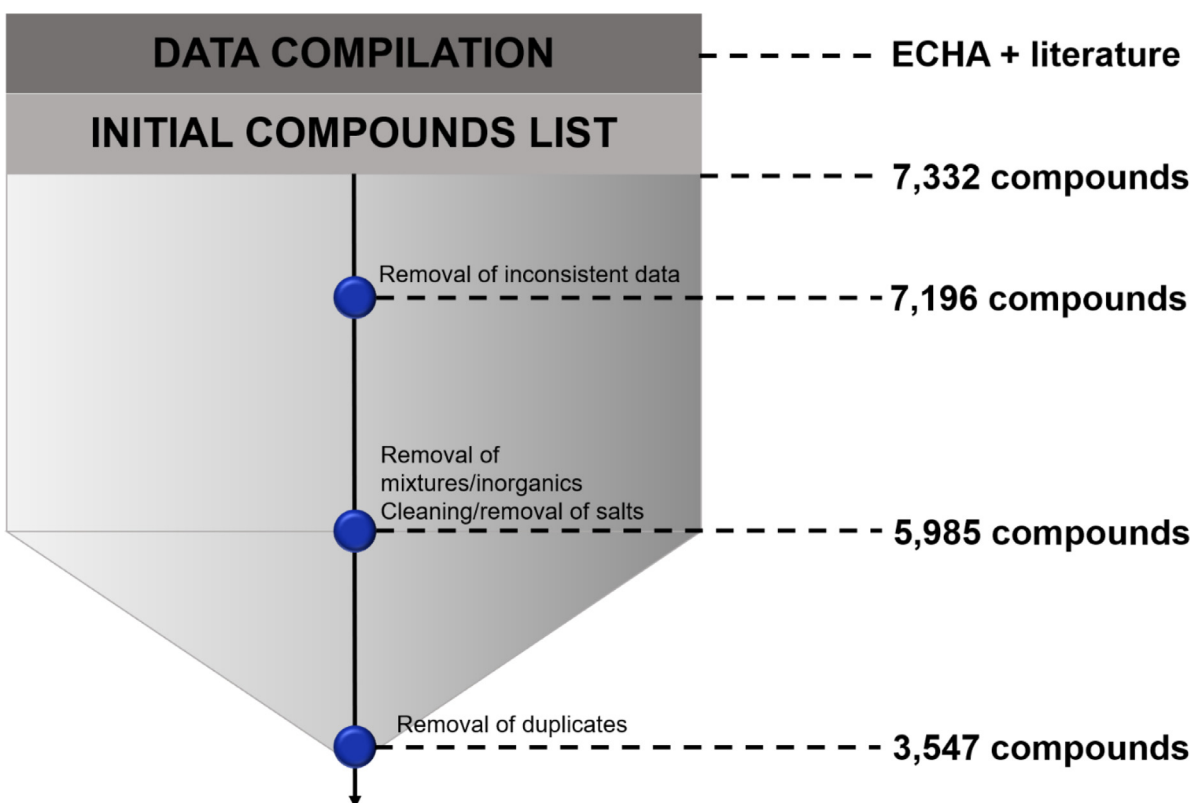 DATA COMPILATION
ECHA + literature
INITIAL COMPOUNDS LIST
7,332 compounds
Removal of inconsistent data
7,196 compounds
Removal of
mixtures/inorganics
Cleaning/removal of salts
5,985 compounds
Removal of duplicates
3,547 compounds